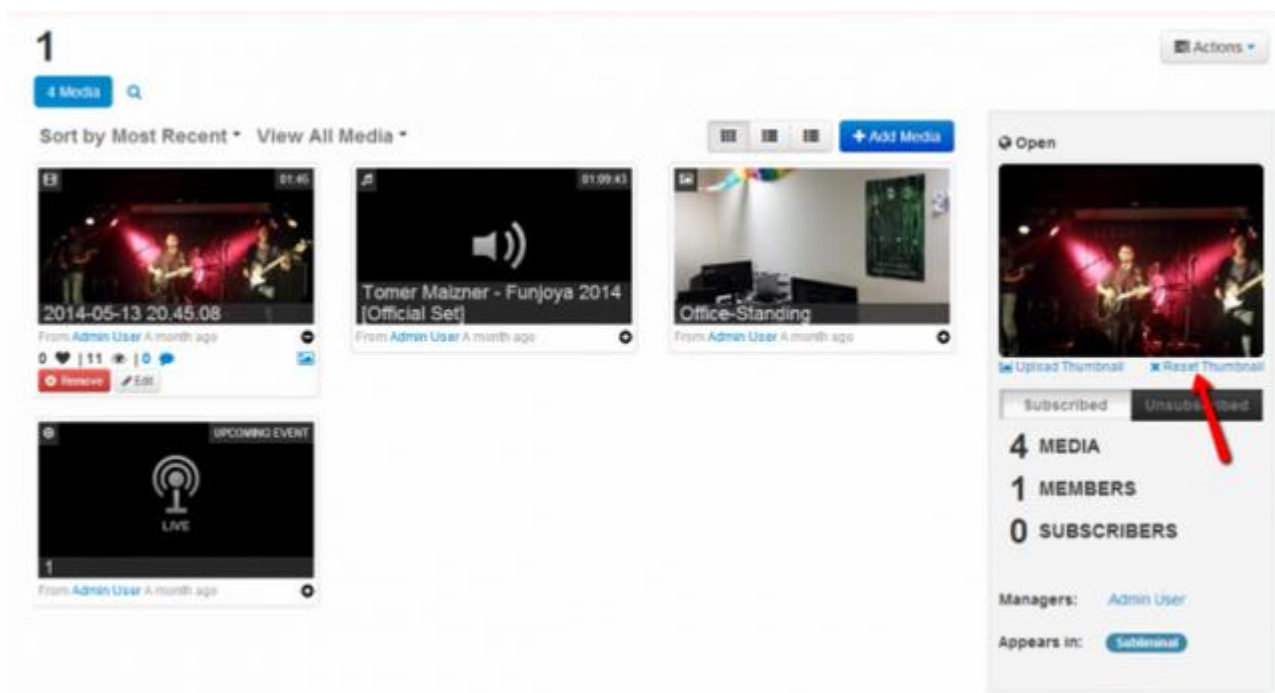 1
Actions
4 Media
Sort by Most Recent View All Media
+ Add Media
Open
01:45
01:09:43
2014-05-13 20.45.08
Tomer Maizner - Funjoya 2014
[Official Set]
Office-Standing
From Admin User A month ago
From Admin User A month ago
From Admin User A month ago
0 | 11 | 0
Remove Edit
Upload Thumbnail Reset Thumbnail
Subscribed Unsubscribed
UPCOMING EVENT
LIVE
1
From Admin User A month ago
4 MEDIA
1 MEMBERS
0 SUBSCRIBERS
Managers: Admin User
Appears in: Subliminal